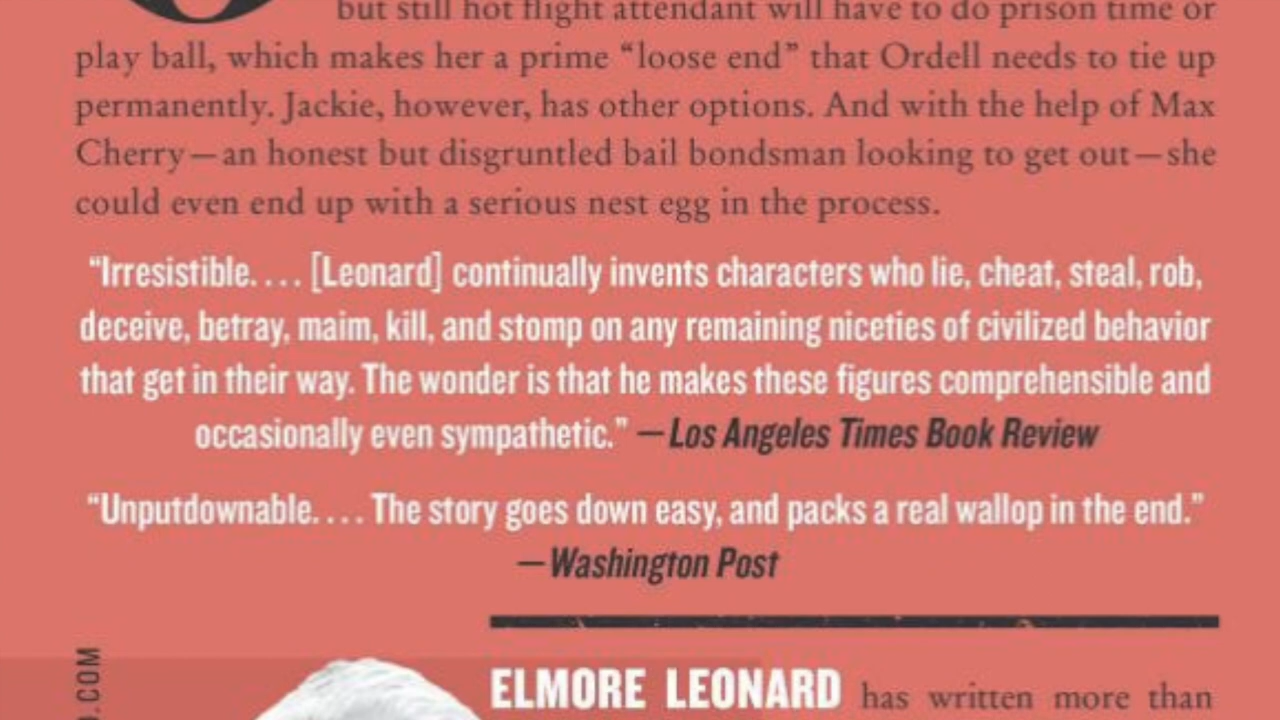 but still hot flight attendant will have to do prison time or
play ball, which makes her a prime “loose end” that Ordell needs to tie up
permanently. Jackie, however, has other options. And with the help of Max
Cherry—an honest but disgruntled bail bondsman looking to get out—she
could even end up with a serious nest egg in the process.
“Irresistible. . . . [Leonard] continually invents characters who lie, cheat, steal, rob,
deceive, betray, maim, kill, and stomp on any remaining niceties of civilized behavior
that get in their way. The wonder is that he makes these figures comprehensible and
occasionally even sympathetic.” —Los Angeles Times Book Review
“Unputdownable. . . . The story goes down easy, and packs a real wallop in the end.”
—Washington Post
.COM
ELMORE LEONARD has written more than